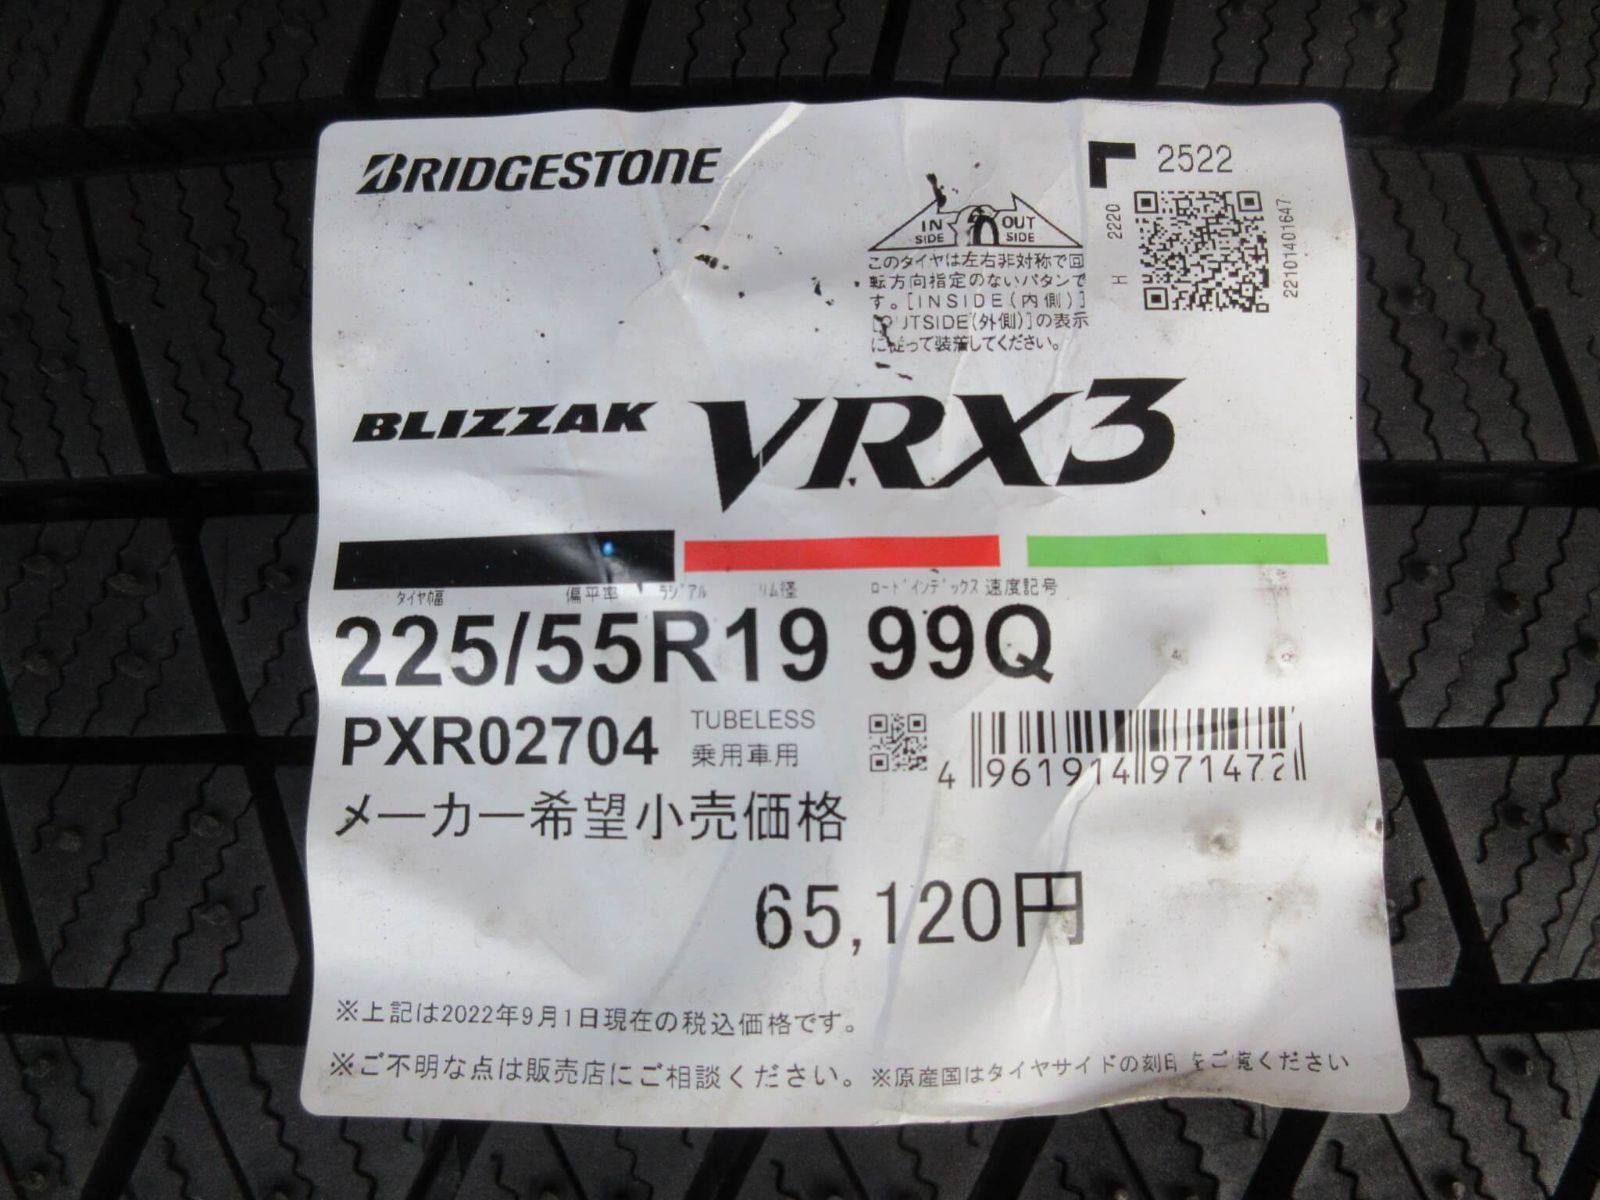 BRIDGESTONE
2522
2220
H
22101401647
IN SIDE
OUT SIDE
このタイヤは左右非対称で回
転方向指定のないパタンで
す。[INSIDE(内側)]
[OUTSIDE(外側)]の表示
に従って装着してください。
BLIZZAK VRX3
タイヤ幅 偏平率 ラジアル リム径 ロードインデックス 速度記号
225/55R19 99Q
PXR02704
TUBELESS
乗用車用
4 961914 971472
メーカー希望小売価格
65,120円
※上記は2022年9月1日現在の税込価格です。
※ご不明な点は販売店にご相談ください。 ※原産国はタイヤサイドの刻印をご覧ください